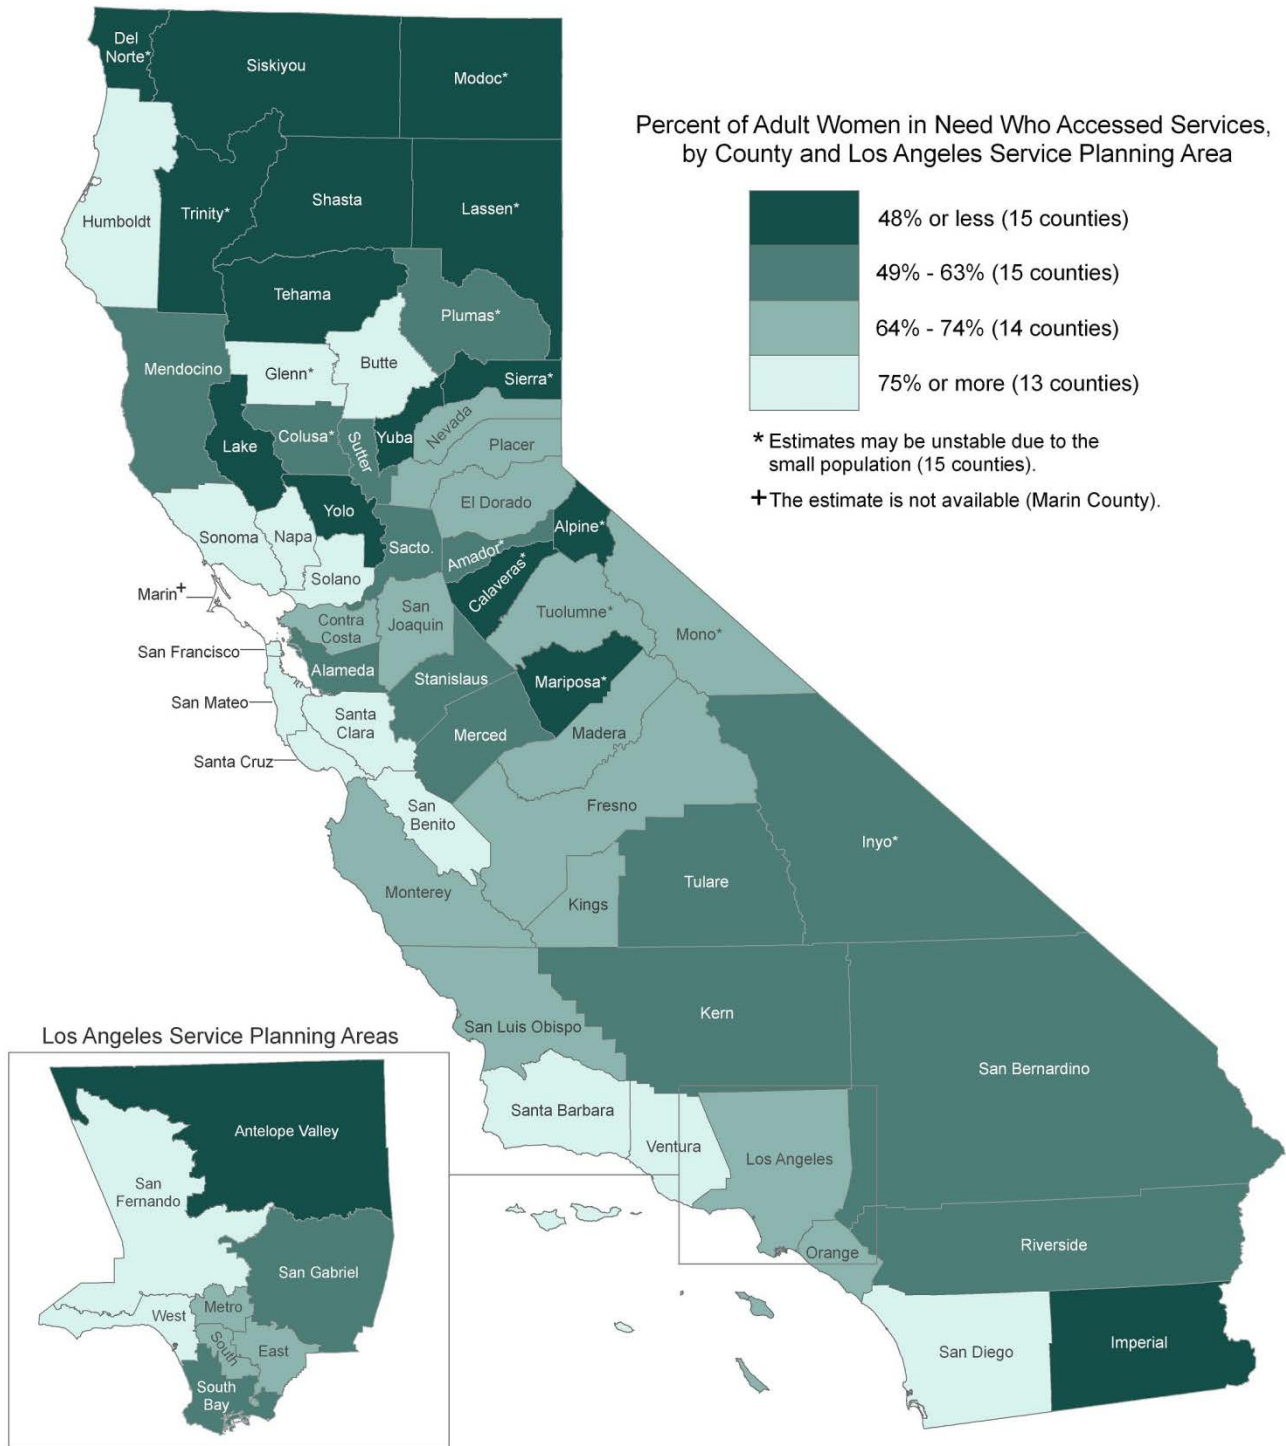 Del
Norte*
Siskiyou
Modoc*
Percent of Adult Women in Need Who Accessed Services,
by County and Los Angeles Service Planning Area
48% or less (15 counties)
49% - 63% (15 counties)
64% - 74% (14 counties)
75% or more (13 counties)
* Estimates may be unstable due to the
small population (15 counties).
+The estimate is not available (Marin County).
Humboldt
Trinity*
Shasta
Lassen*
Tehama
Plumas*
Mendocino
Glenn*
Butte
Sierra*
Lake
Colusa*
Sutter
Yuba
Nevada
Placer
El Dorado
Yolo
Sonoma
Napa
Solano
Sacto.
Amador*
Alpine*
Calaveras*
Marin+
Contra
Costa
San
Joaquin
Tuolumne*
Mono*
San Francisco
Alameda
Stanislaus
Mariposa*
San Mateo
Santa
Clara
Merced
Madera
Santa Cruz
San
Benito
Fresno
Inyo*
Monterey
Kings
Tulare
San Luis Obispo
Kern
San Bernardino
Santa Barbara
Ventura
Los Angeles
Orange
Riverside
San Diego
Imperial
Los Angeles Service Planning Areas
Antelope Valley
San
Fernando
San Gabriel
West
Metro
South
East
South
Bay